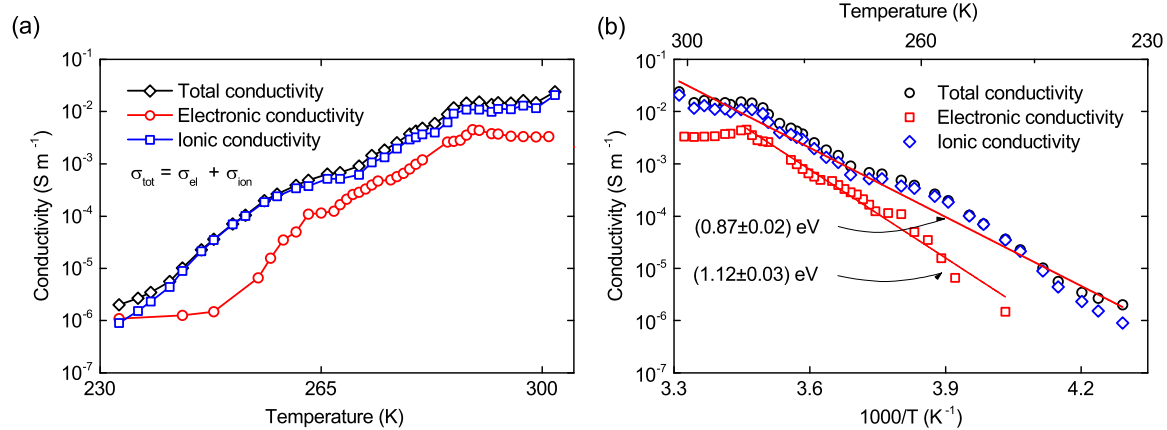 (a)
10⁻¹
10⁻²
10⁻³
10⁻⁴
10⁻⁵
10⁻⁶
10⁻⁷
Conductivity (S m⁻¹)
Total conductivity
Electronic conductivity
Ionic conductivity
σ_tot = σ_el + σ_ion
230 265 300
Temperature (K)
(b)
Temperature (K)
300 260 230
10⁻¹
10⁻²
10⁻³
10⁻⁴
10⁻⁵
10⁻⁶
10⁻⁷
Conductivity (S m⁻¹)
Total conductivity
Electronic conductivity
Ionic conductivity
(0.87±0.02) eV
(1.12±0.03) eV
3.3 3.6 3.9 4.2
1000/T (K⁻¹)